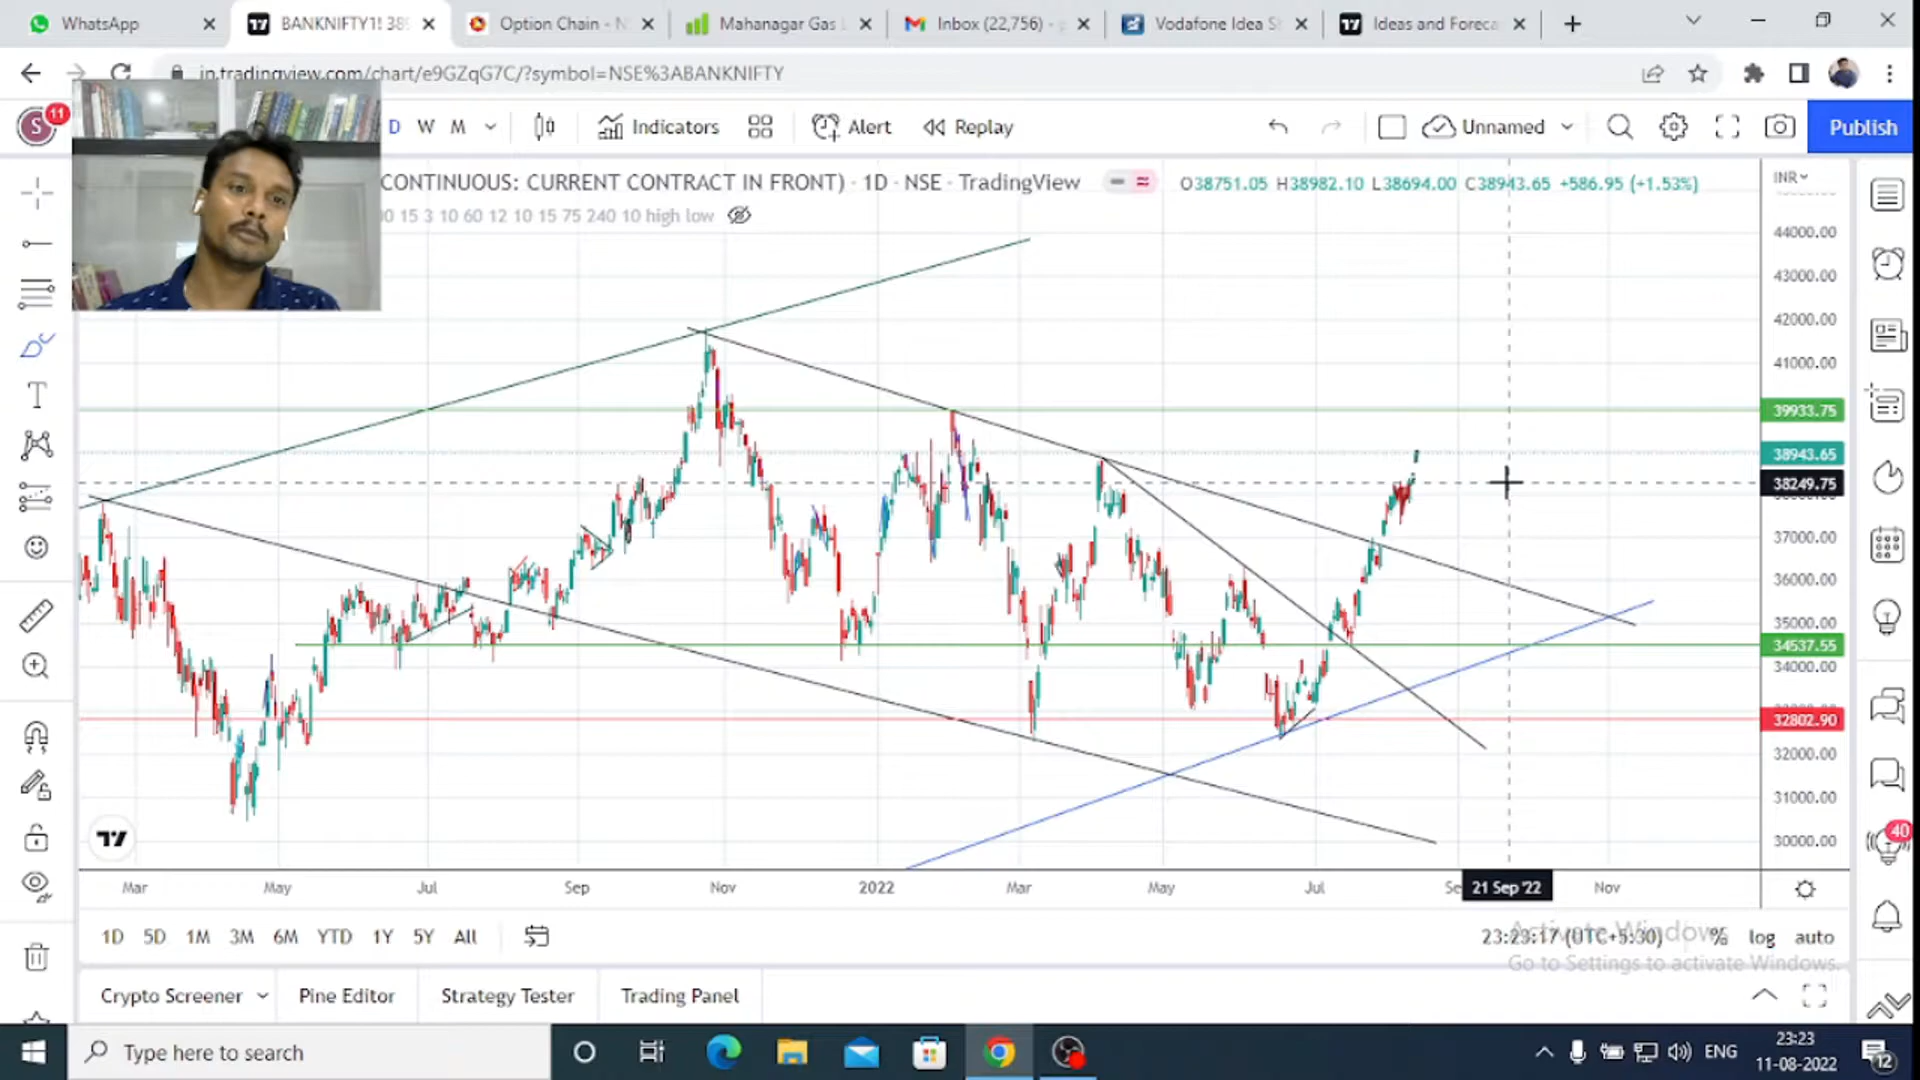 WhatsApp
BANKNIFTY1! 389
Option Chain - N
Mahanagar Gas L
Inbox (22,756) - p
Vodafone Idea S
Ideas and Foreca
in.tradingview.com/chart/e9GZqG7C/?symbol=NSE%3ABANKNIFTY
S
11
D
W
M
Indicators
Alert
Replay
Unnamed
Publish
CONTINUOUS: CURRENT CONTRACT IN FRONT) · 1D · NSE · TradingView
O38751.05 H38982.10 L38694.00 C38943.65 +586.95 (+1.53%)
INR
0 15 3 10 60 12 10 15 75 240 10 high low
44000.00
43000.00
42000.00
41000.00
39933.75
38943.65
38249.75
37000.00
36000.00
35000.00
34537.55
34000.00
32802.90
32000.00
31000.00
30000.00
Mar
May
Jul
Sep
Nov
2022
Mar
May
Jul
Se
21 Sep '22
Nov
40
1D
5D
1M
3M
6M
YTD
1Y
5Y
All
23:23:17 (UTC+5:30)
%
log
auto
Activate Windows
Go to Settings to activate Windows.
Crypto Screener
Pine Editor
Strategy Tester
Trading Panel
Type here to search
ENG
23:23
11-08-2022
12